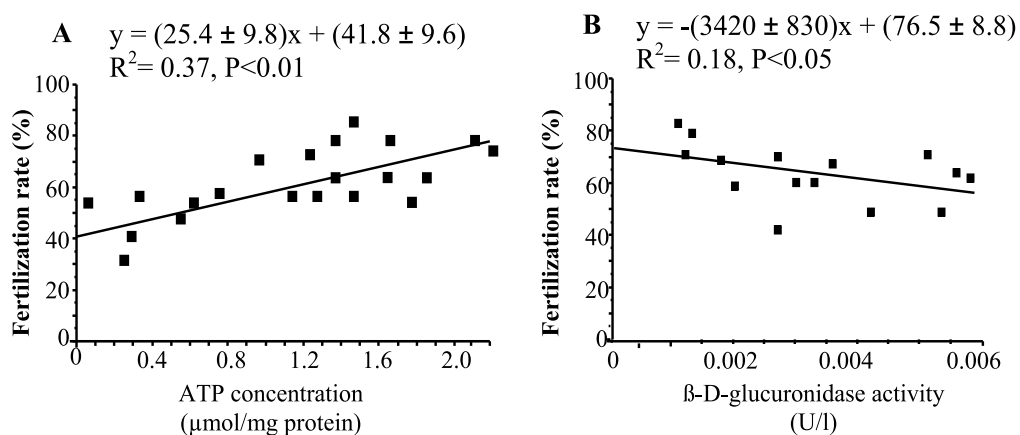 A
y = (25.4 ± 9.8)x + (41.8 ± 9.6)
R²= 0.37, P<0.01
Fertilization rate (%)
100
80
60
40
20
0
0 0.4 0.8 1.2 1.6 2.0
ATP concentration
(µmol/mg protein)
B
y = -(3420 ± 830)x + (76.5 ± 8.8)
R²= 0.18, P<0.05
Fertilization rate (%)
100
80
60
40
20
0
0 0.002 0.004 0.006
ß-D-glucuronidase activity
(U/l)